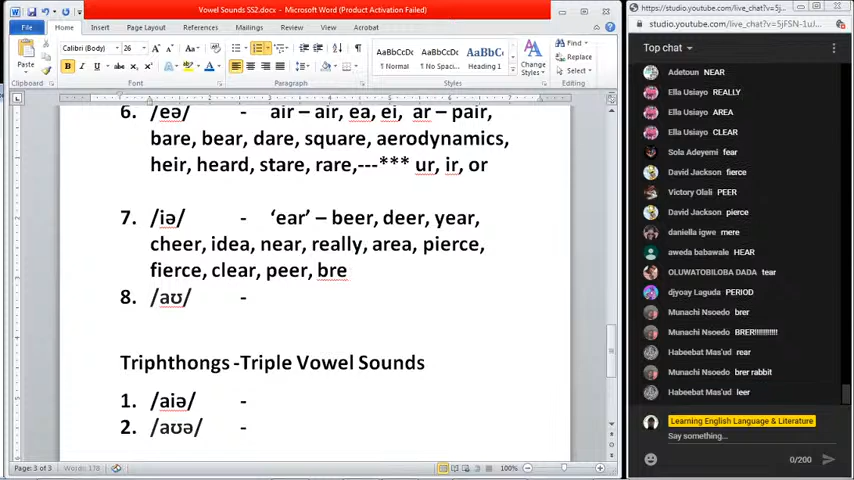 Vowel Sounds SS2.docx - Microsoft Word (Product Activation Failed)
File Home Insert Page Layout References Mailings Review View Acrobat
Paste
Calibri (Body) 26
AaBbCcDc AaBbCcDc AaBbC
¶ Normal ¶ No Spaci... Heading 1
Change Styles
Find
Replace
Select
Clipboard Font Paragraph Styles Editing
6. /eə/ - air – air, ea, ei, ar – pair,
bare, bear, dare, square, aerodynamics,
heir, heard, stare, rare,---*** ur, ir, or
7. /iə/ - ‘ear’ – beer, deer, year,
cheer, idea, near, really, area, pierce,
fierce, clear, peer, bre
8. /aʊ/ -
Triphthongs -Triple Vowel Sounds
1. /aiə/ -
2. /aʊə/ -
Page: 3 of 3 Words: 178 100%
https://studio.youtube.com/live_chat?v=5jFSN-1uJ
studio.youtube.com/live_chat?v=5jF...
Top chat
Adetoun NEAR
Ella Usiayo REALLY
Ella Usiayo AREA
Ella Usiayo CLEAR
Sola Adeyemi fear
David Jackson fierce
Victory Olali PEER
David Jackson pierce
daniella igwe mere
aweda babawale HEAR
OLUWATOBILOBA DADA tear
djyoay Laguda PERIOD
Munachi Nsoedo brer
Munachi Nsoedo BRER!!!!!!!!!!!
Habeebat Mas'ud rear
Munachi Nsoedo brer rabbit
Habeebat Mas'ud leer
Learning English Language & Literature
Say something...
0/200